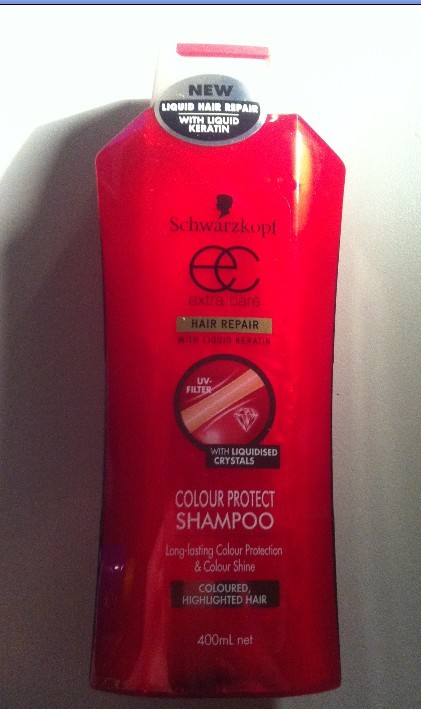 NEW
LIQUID HAIR REPAIR
WITH LIQUID
KERATIN
Schwarzkopf
ec
extra care
HAIR REPAIR
WITH LIQUID KERATIN
UV-
FILTER
WITH LIQUIDISED
CRYSTALS
COLOUR PROTECT
SHAMPOO
Long-lasting Colour Protection
& Colour Shine
COLOURED,
HIGHLIGHTED HAIR
400mL net